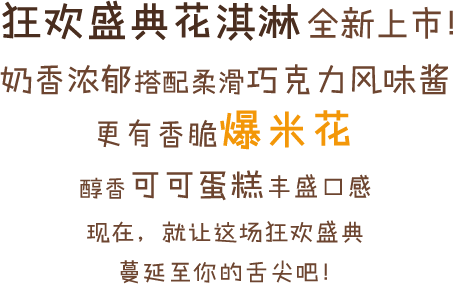 狂欢盛典花淇淋全新上市!
奶香浓郁搭配柔滑巧克力风味酱
更有香脆爆米花
醇香可可蛋糕丰盛口感
现在，就让这场狂欢盛典
蔓延至你的舌尖吧!